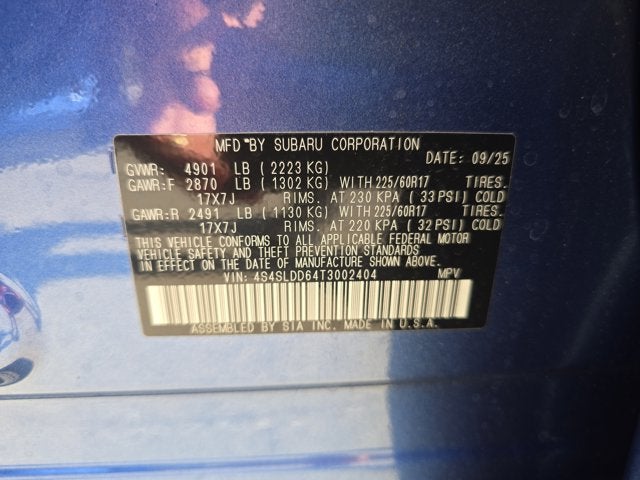 MFD BY SUBARU CORPORATION
DATE: 09/25
GVWR: 4901 LB ( 2223 KG)
GAWR:F 2870 LB ( 1302 KG) WITH 225/60R17 TIRES.
17X7J RIMS. AT 230 KPA ( 33 PSI) COLD
GAWR:R 2491 LB ( 1130 KG) WITH 225/60R17 TIRES.
17X7J RIMS. AT 220 KPA ( 32 PSI) COLD
THIS VEHICLE CONFORMS TO ALL APPLICABLE FEDERAL MOTOR
VEHICLE SAFETY AND THEFT PREVENTION STANDARDS
IN EFFECT ON THE DATE OF MANUFACTURE SHOWN ABOVE.
VIN: 4S4SLDD64T3002404 MPV
ASSEMBLED BY SIA INC. MADE IN U.S.A.